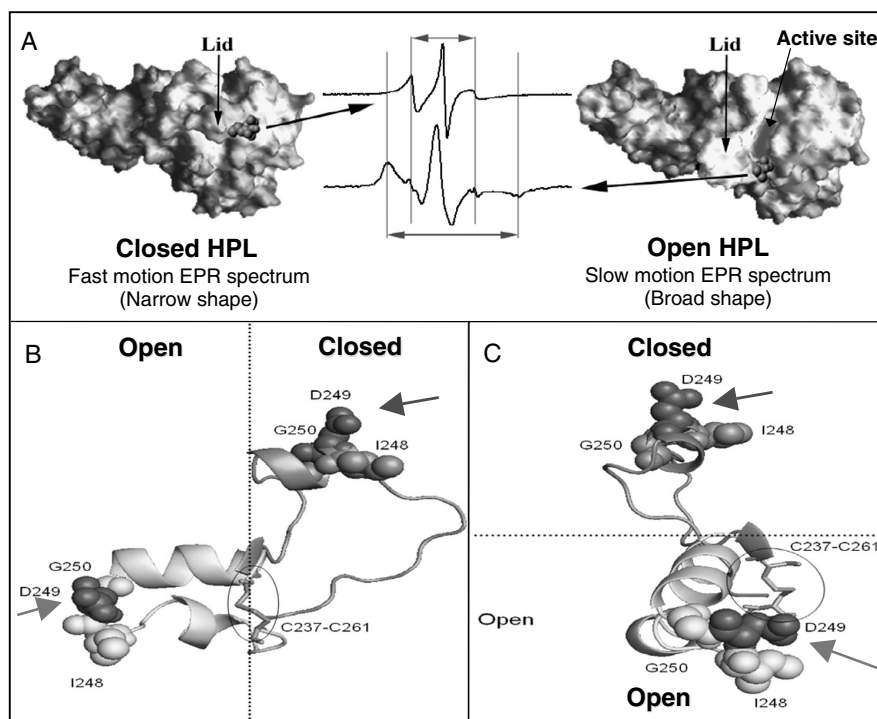 A
Lid
Lid
Active site
Closed HPL
Fast motion EPR spectrum
(Narrow shape)
Open HPL
Slow motion EPR spectrum
(Broad shape)
B
Open
Closed
D249
G250
I248
G250
D249
I248
C237-C261
C
Closed
D249
G250
I248
C237-C261
Open
D249
G250
I248
Open